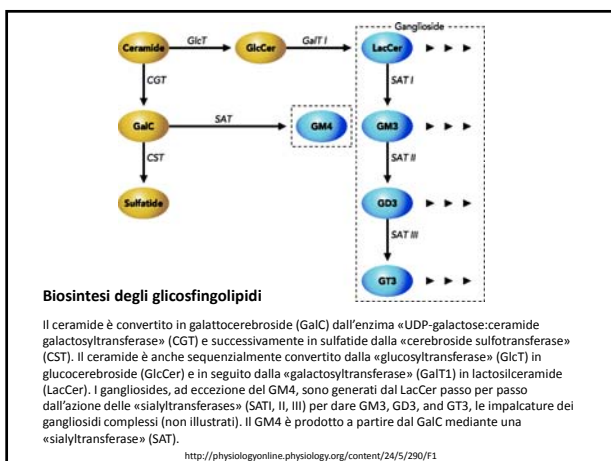 Ganglioside
Ceramide GlcT GlcCer GalT I LacCer
CGT SAT I
GalC SAT GM4 GM3
CST SAT II
Sulfatide GD3
SAT III
GT3
Biosintesi degli glicosfingolipidi
Il ceramide è convertito in galattocerebroside (GalC) dall'enzima «UDP-galactose:ceramide
galactosyltransferase» (CGT) e successivamente in sulfatide dalla «cerebroside sulfotransferase»
(CST). Il ceramide è anche sequenzialmente convertito dalla «glucosyltransferase» (GlcT) in
glucocerebroside (GlcCer) e in seguito dalla «galactosyltransferase» (GalT1) in lactosilceramide
(LacCer). I gangliosides, ad eccezione del GM4, sono generati dal LacCer passo per passo
dall'azione delle «sialyltransferases» (SATI, II, III) per dare GM3, GD3, and GT3, le impalcature dei
gangliosidi complessi (non illustrati). Il GM4 è prodotto a partire dal GalC mediante una
«sialyltransferase» (SAT).
http://physiologyonline.physiology.org/content/24/5/290/F1